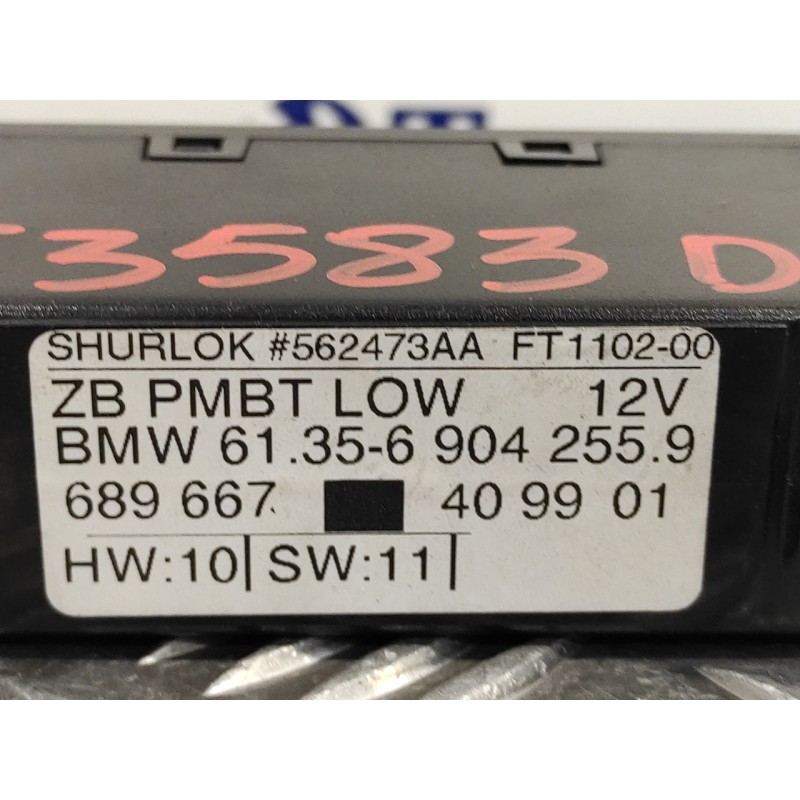 3583 D
SHURLOK #562473AA FT1102-00
ZB PMBT LOW 12V
BMW 61.35-6 904 255.9
689 667 40 99 01
HW:10 SW:11